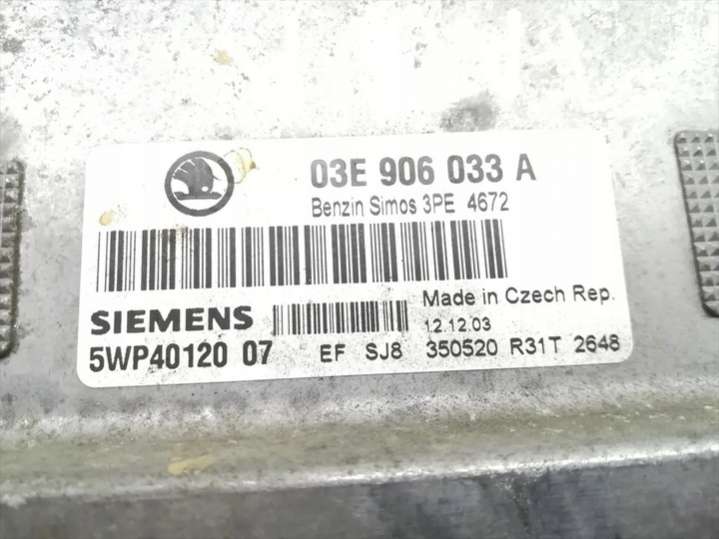 03E 906 033 A
Benzin Simos 3PE 4672
Made in Czech Rep.
SIEMENS 12.12.03
5WP40120 07 EF SJ8 350520 R31T 2648